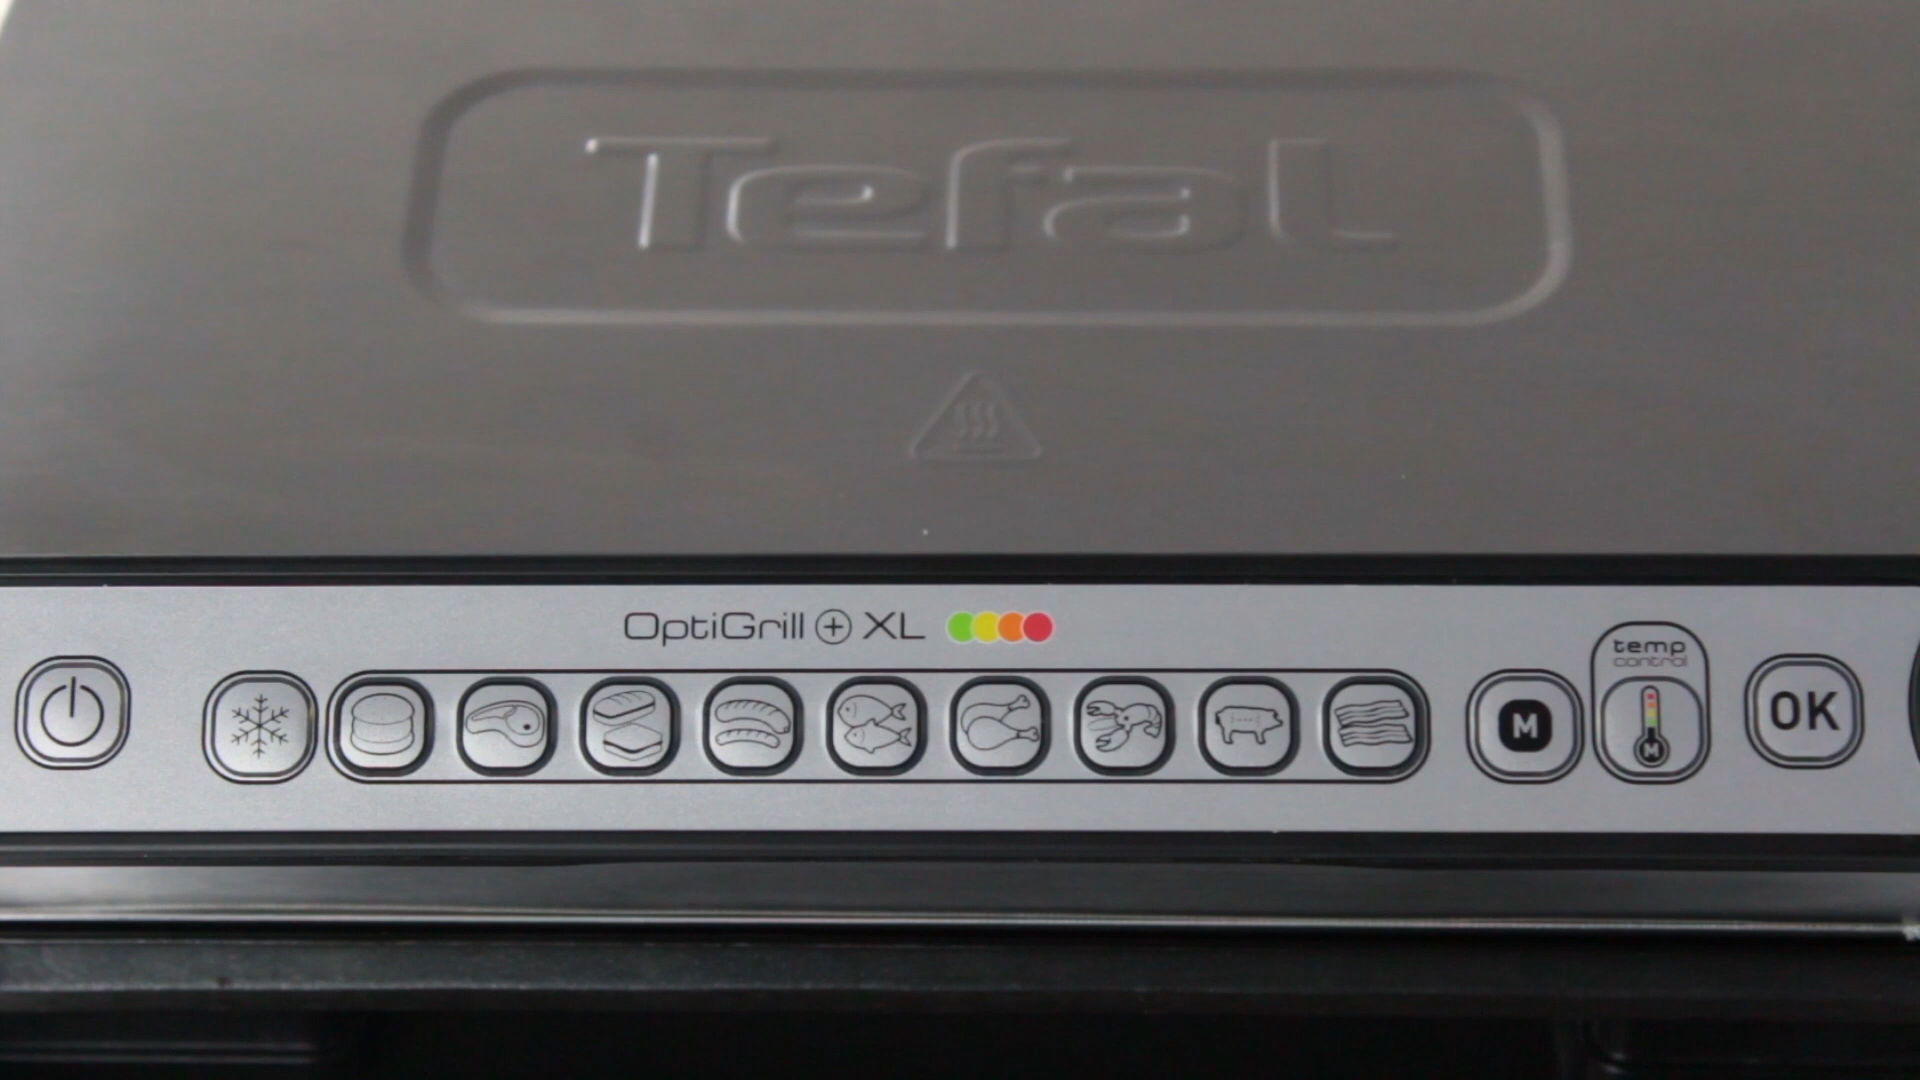 Tefal
OptiGrill + XL
temp
control
M
M
OK